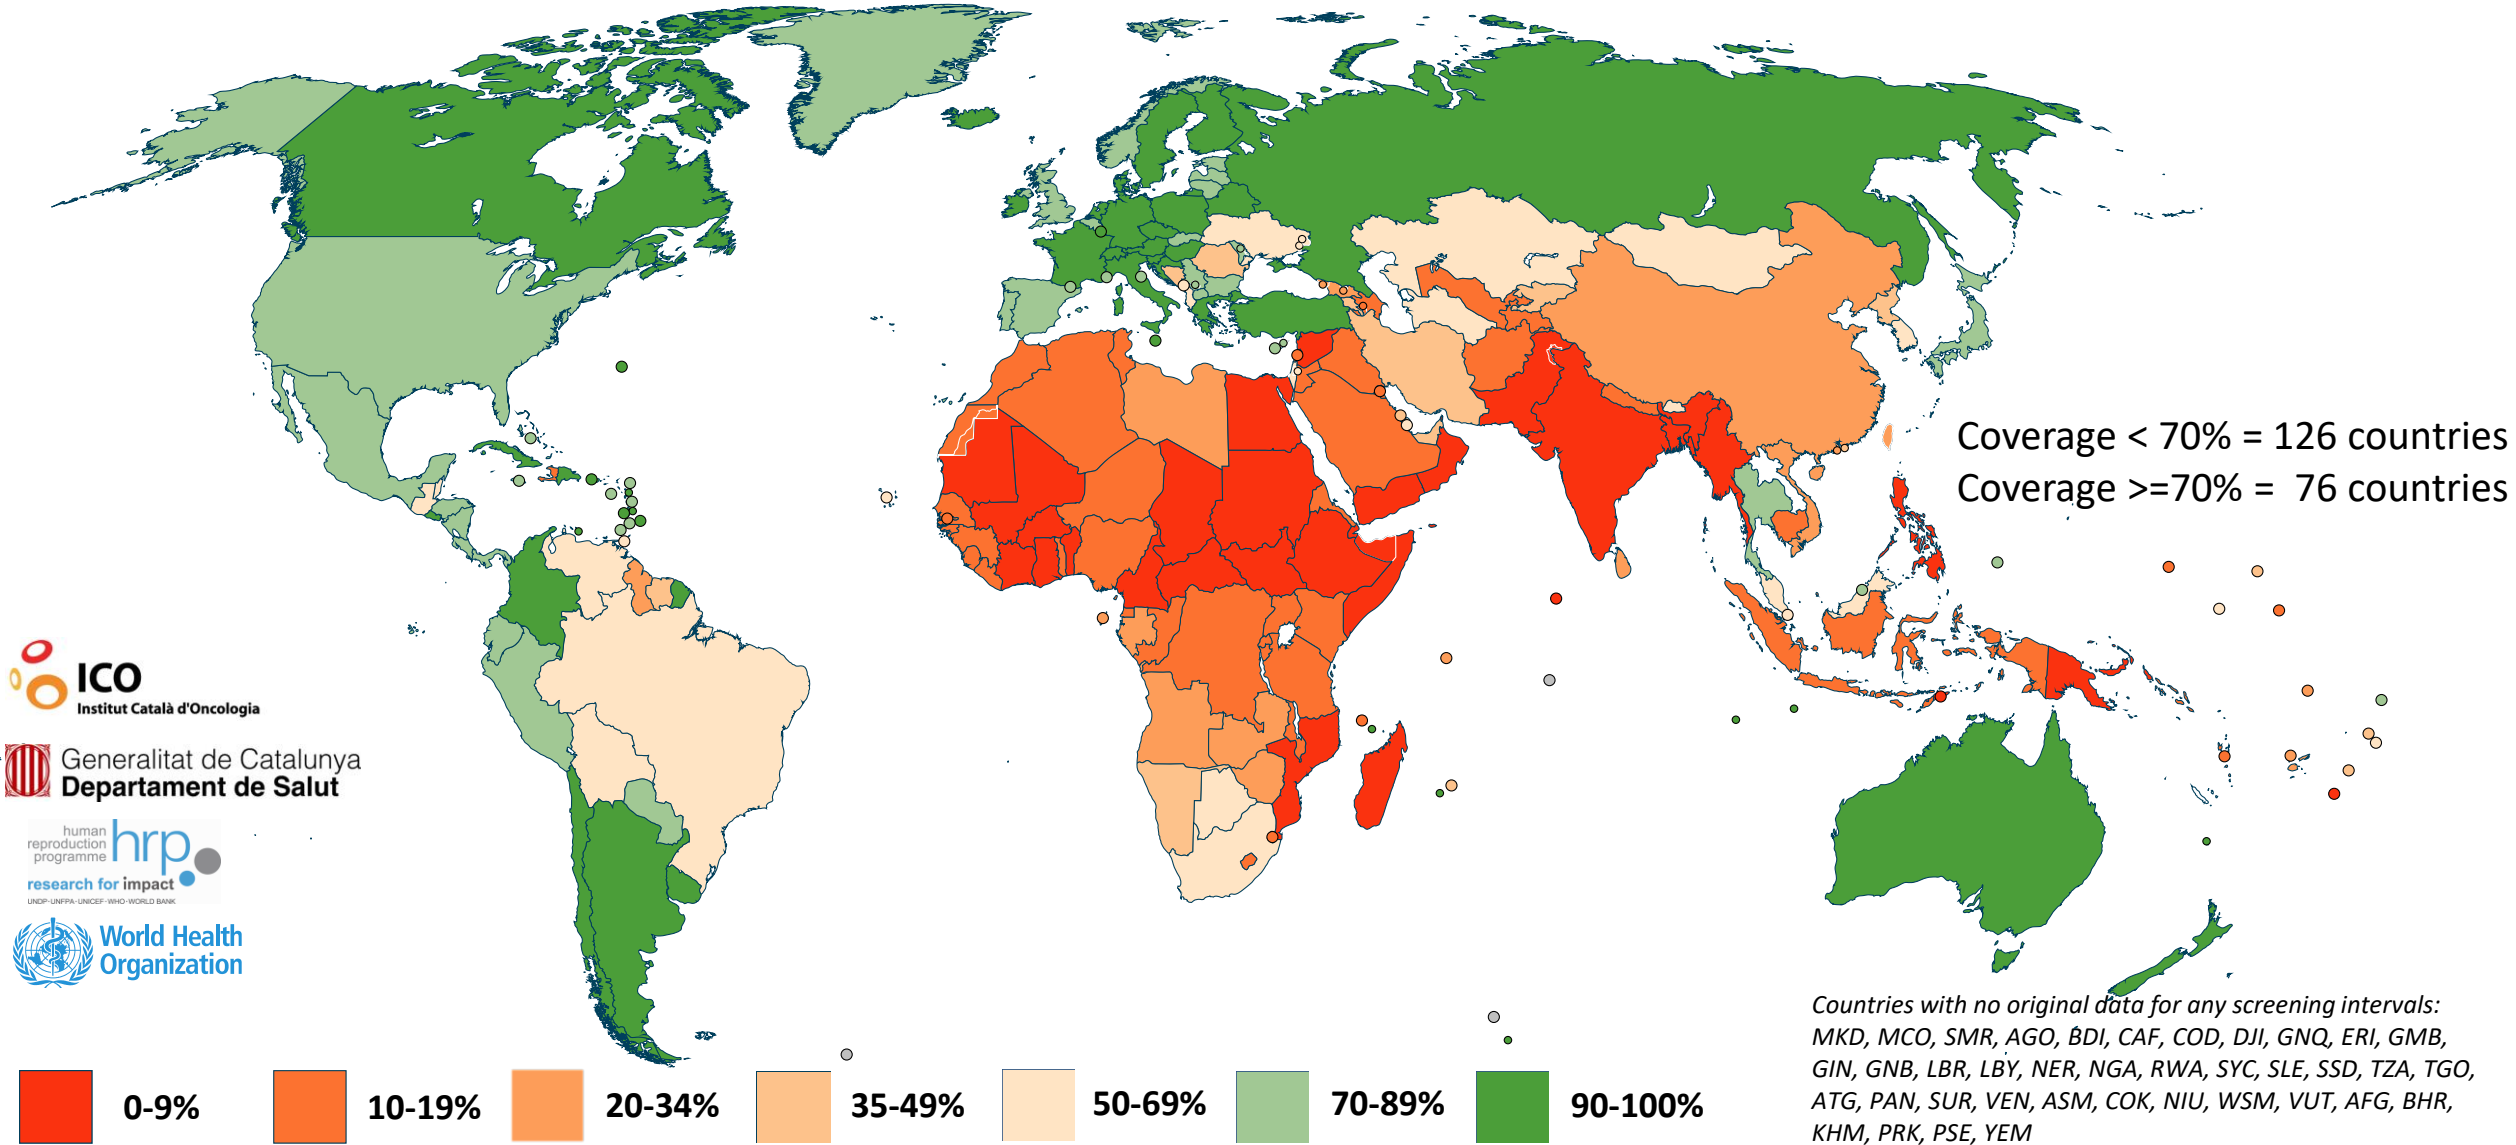 Coverage < 70% = 126 countries
Coverage >=70% = 76 countries
ICO
Institut Català d'Oncologia
Generalitat de Catalunya
Departament de Salut
human
reproduction
programme
hrp
research for impact
UNDP·UNFPA·UNICEF·WHO·WORLD BANK
World Health
Organization
Countries with no original data for any screening intervals:
MKD, MCO, SMR, AGO, BDI, CAF, COD, DJI, GNQ, ERI, GMB,
GIN, GNB, LBR, LBY, NER, NGA, RWA, SYC, SLE, SSD, TZA, TGO,
ATG, PAN, SUR, VEN, ASM, COK, NIU, WSM, VUT, AFG, BHR,
KHM, PRK, PSE, YEM
0-9% 10-19% 20-34% 35-49% 50-69% 70-89% 90-100%